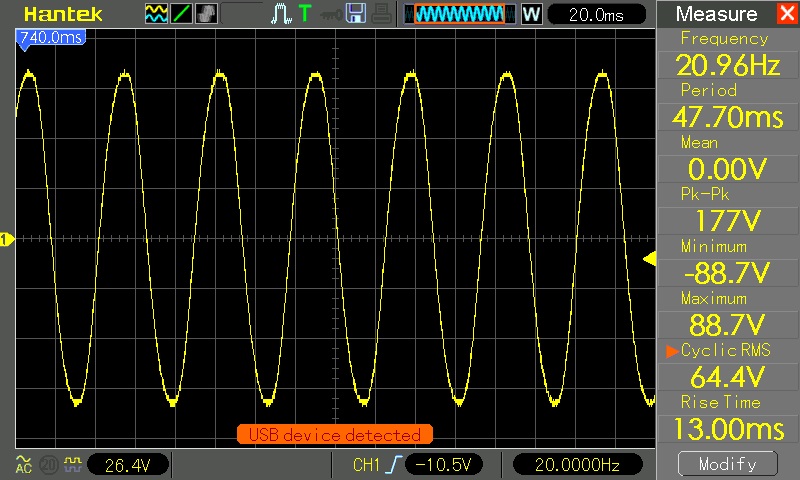 Hantek T W 20.0ms Measure
740.0ms
Frequency
20.96Hz
Period
47.70ms
Mean
0.00V
Pk-Pk
177V
Minimum
-88.7V
Maximum
88.7V
Cyclic RMS
64.4V
Rise Time
13.00ms
1
USB device detected
AC 20 26.4V CH1 -10.5V 20.0000Hz Modify